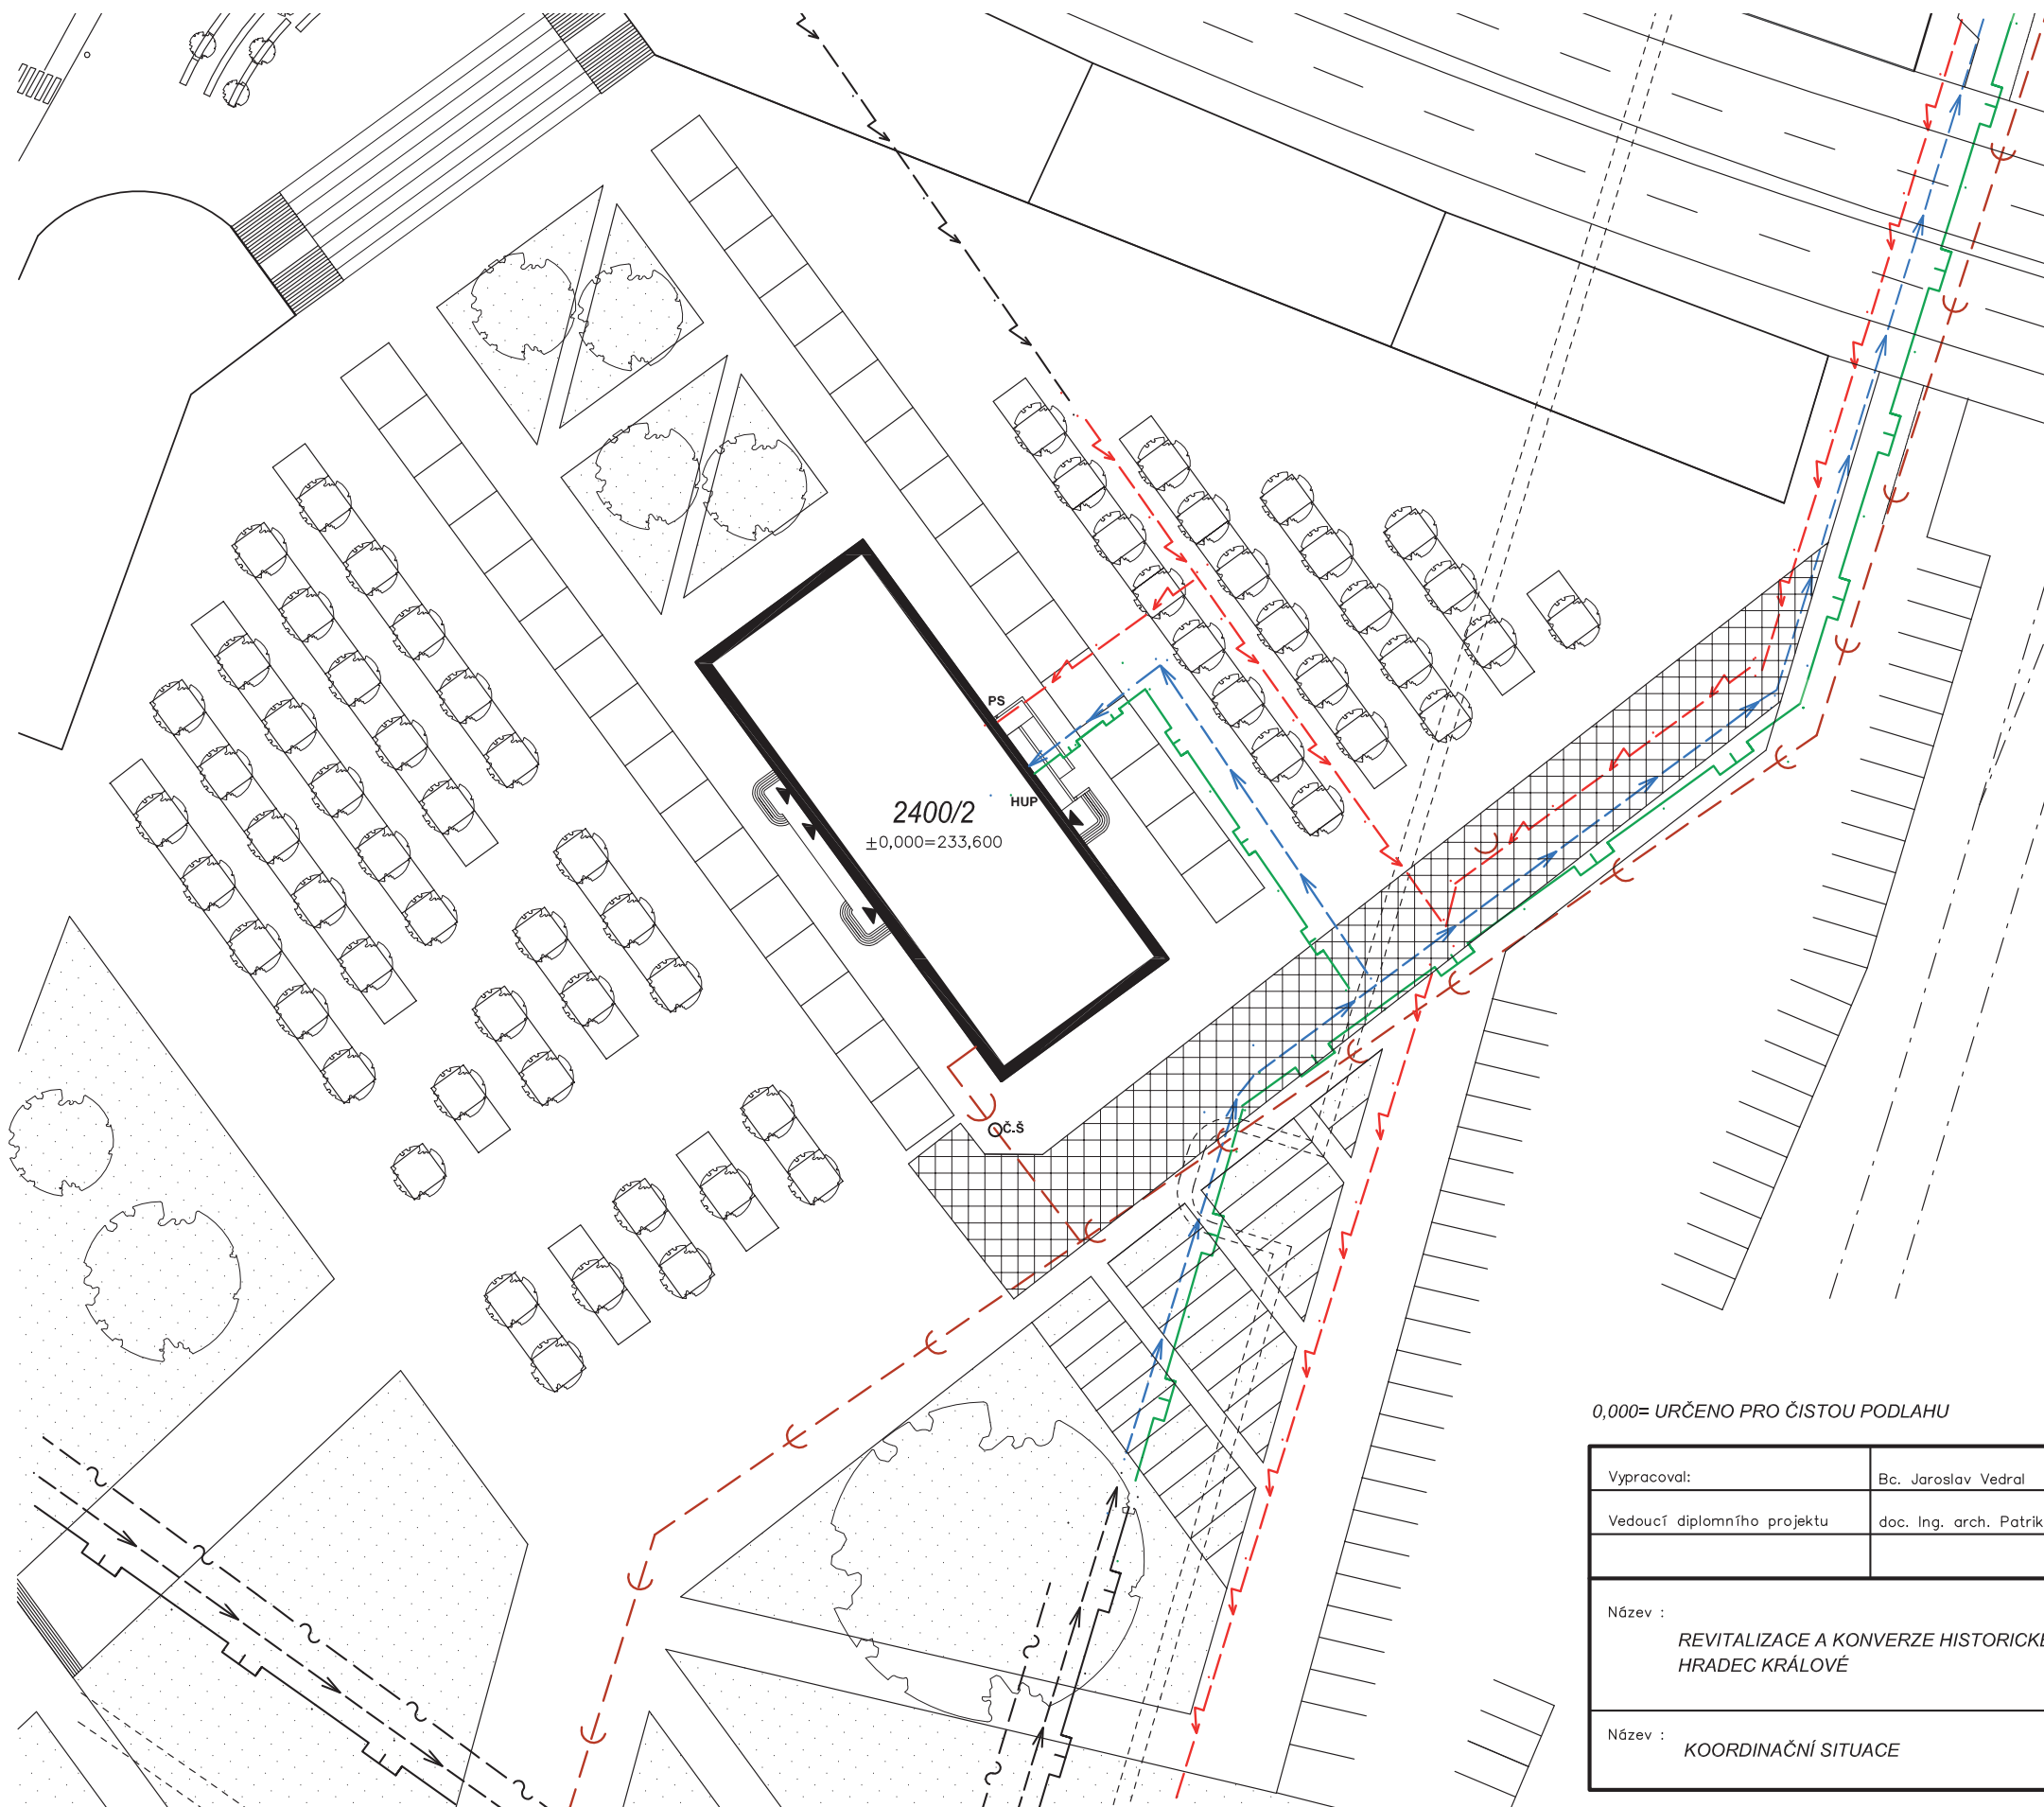 PS
HUP
2400/2
±0,000=233,600
Č.Š
0,000= URČENO PRO ČISTOU PODLAHU
Vypracoval: Bc. Jaroslav Vedral
Vedoucí diplomního projektu doc. Ing. arch. Patrik
Název :
REVITALIZACE A KONVERZE HISTORICKÉ
HRADEC KRÁLOVÉ
Název :
KOORDINAČNÍ SITUACE